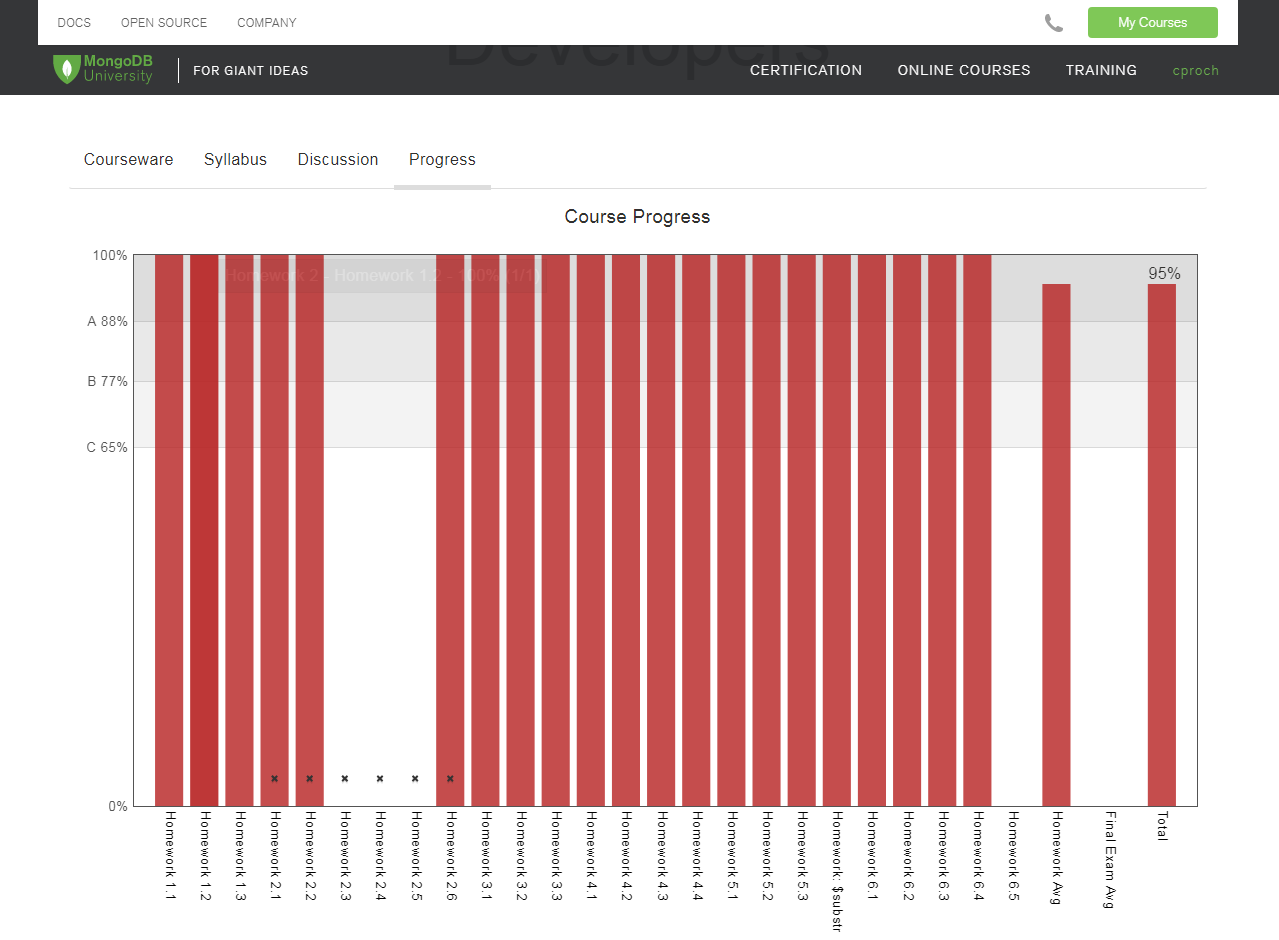 DOCS OPEN SOURCE COMPANY My Courses
Developers
MongoDB
University
FOR GIANT IDEAS CERTIFICATION ONLINE COURSES TRAINING cproch
Courseware Syllabus Discussion Progress
Course Progress
100%
Homework 2 - Homework 1.2 - 100% (1/1)
95%
A 88%
B 77%
C 65%
0%
Homework 1.1
Homework 1.2
Homework 1.3
Homework 2.1
Homework 2.2
Homework 2.3
Homework 2.4
Homework 2.5
Homework 2.6
Homework 3.1
Homework 3.2
Homework 3.3
Homework 4.1
Homework 4.2
Homework 4.3
Homework 4.4
Homework 5.1
Homework 5.2
Homework 5.3
Homework: $substr
Homework 6.1
Homework 6.2
Homework 6.3
Homework 6.4
Homework 6.5
Homework Avg
Final Exam Avg
Total